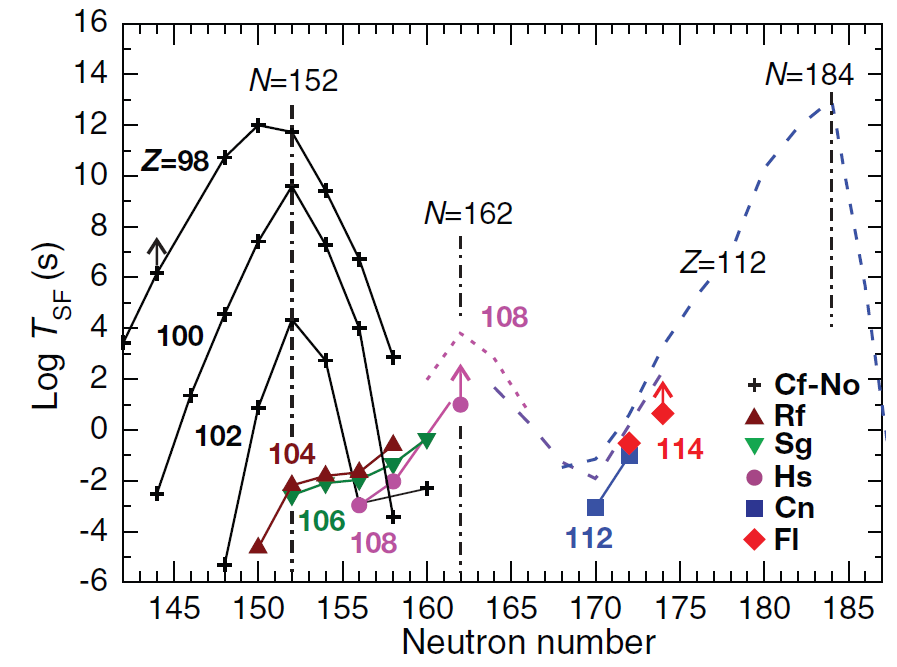 16
14
12
10
8
6
4
2
0
-2
-4
-6
Log T_SF (s)
N=152
N=184
Z=98
N=162
Z=112
108
100
102
104
106
108
112
114
Cf-No
Rf
Sg
Hs
Cn
Fl
145 150 155 160 165 170 175 180 185
Neutron number